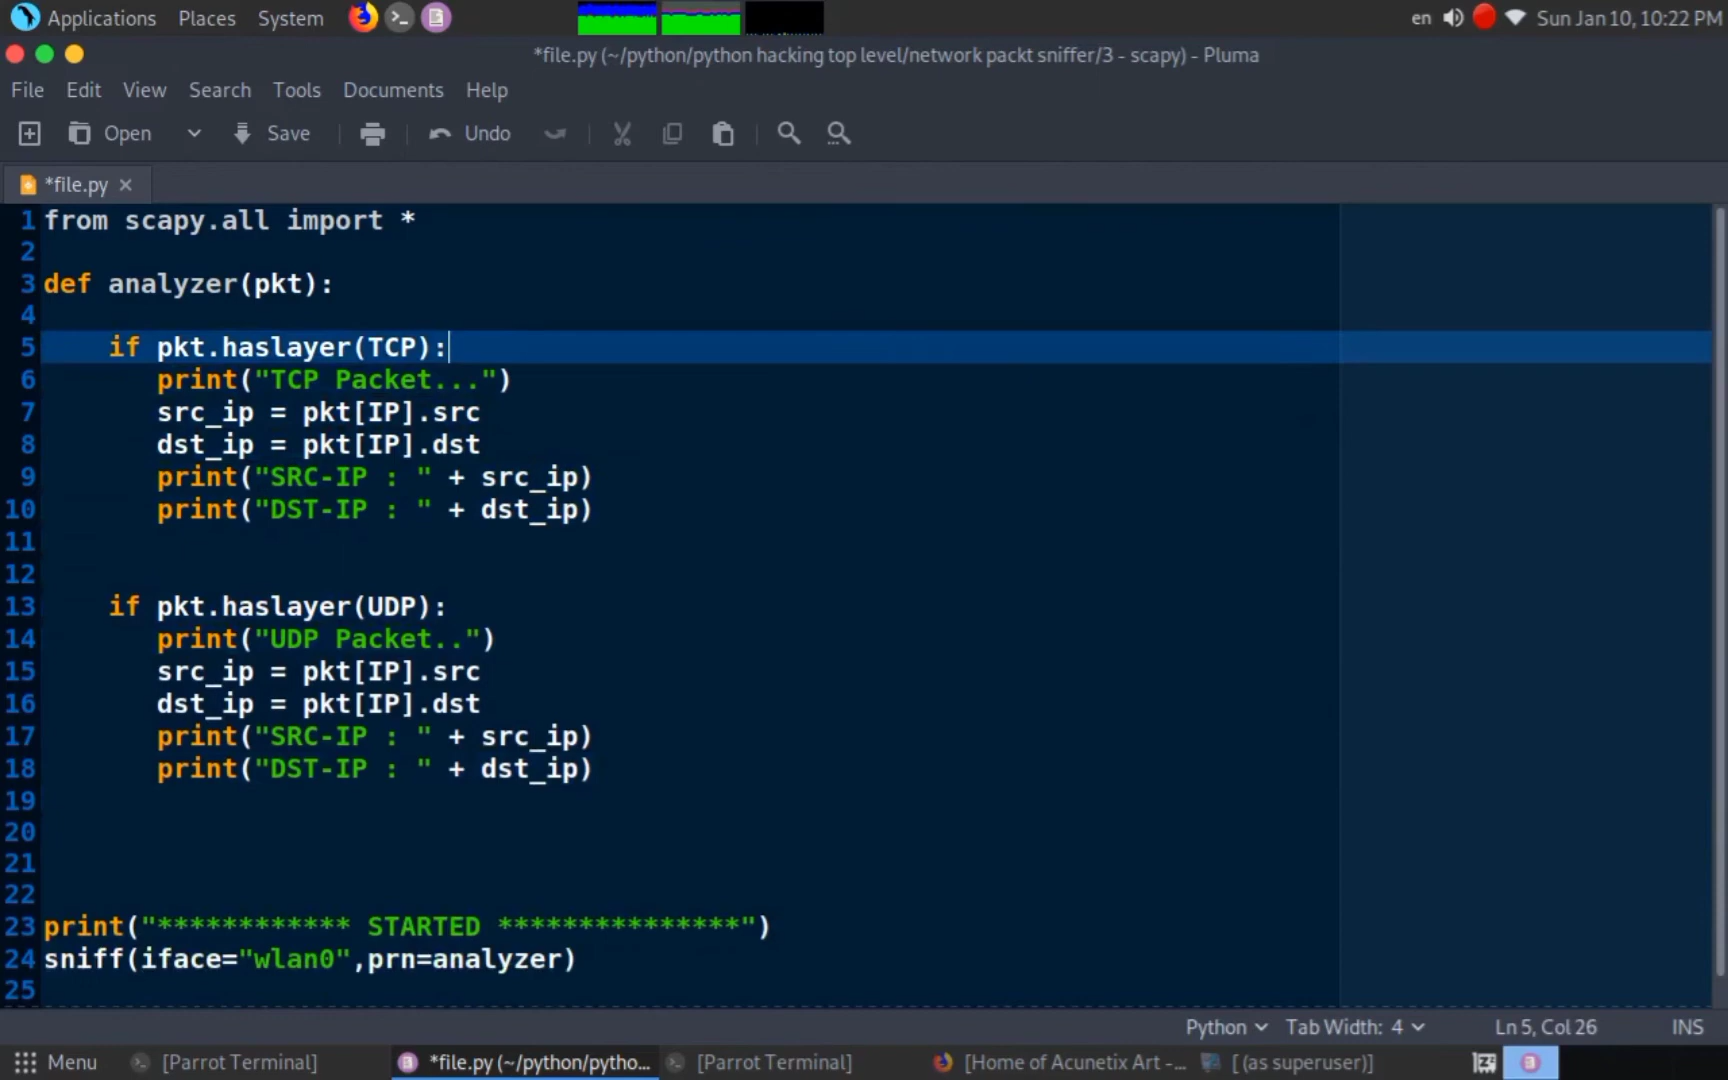 Applications Places System en Sun Jan 10, 10:22 PM
*file.py (~/python/python hacking top level/network packt sniffer/3 - scapy) - Pluma
File Edit View Search Tools Documents Help
Open Save Undo
*file.py
1 from scapy.all import *
2
3 def analyzer(pkt):
4
5 if pkt.haslayer(TCP):
6 print("TCP Packet...")
7 src_ip = pkt[IP].src
8 dst_ip = pkt[IP].dst
9 print("SRC-IP : " + src_ip)
10 print("DST-IP : " + dst_ip)
11
12
13 if pkt.haslayer(UDP):
14 print("UDP Packet..")
15 src_ip = pkt[IP].src
16 dst_ip = pkt[IP].dst
17 print("SRC-IP : " + src_ip)
18 print("DST-IP : " + dst_ip)
19
20
21
22
23 print("************ STARTED ***************")
24 sniff(iface="wlan0",prn=analyzer)
25
Python Tab Width: 4 Ln 5, Col 26 INS
Menu [Parrot Terminal] *file.py (~/python/pytho... [Parrot Terminal] [Home of Acunetix Art -... [ (as superuser)]